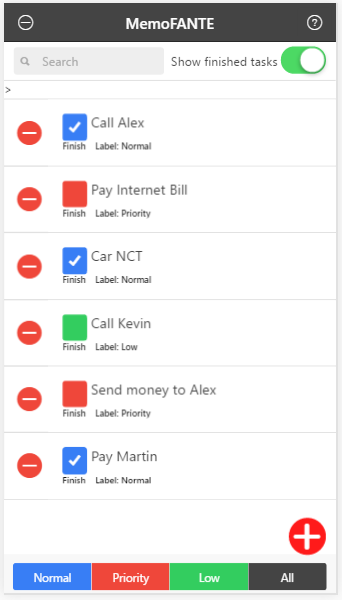 MemoFANTE
Search
Show finished tasks
>
Call Alex
Finish Label: Normal
Pay Internet Bill
Finish Label: Priority
Car NCT
Finish Label: Normal
Call Kevin
Finish Label: Low
Send money to Alex
Finish Label: Priority
Pay Martin
Finish Label: Normal
Normal Priority Low All